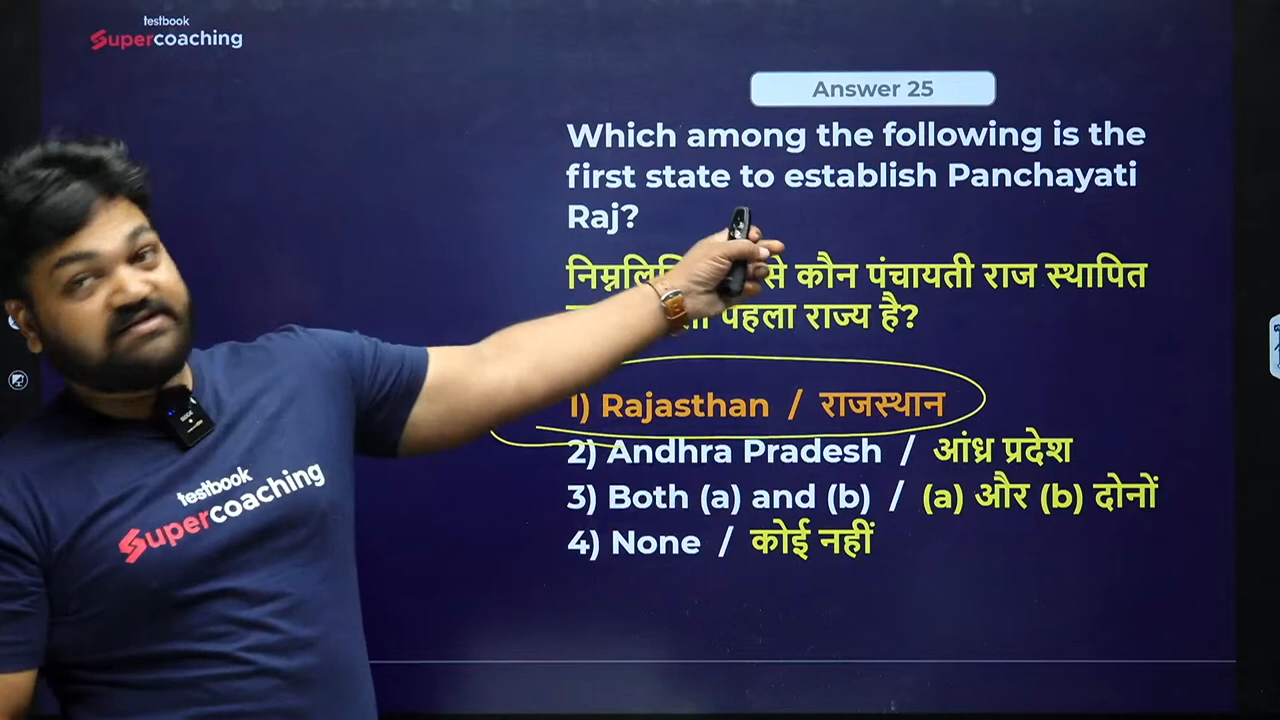 testbook
Supercoaching
Answer 25
Which among the following is the
first state to establish Panchayati
Raj?
से कौन पंचायती राज स्थापित
पहला राज्य है?
1) Rajasthan / राजस्थान
2) Andhra Pradesh / आंध्र प्रदेश
3) Both (a) and (b) / (a) और (b) दोनों
4) None / कोई नहीं
testbook
Supercoaching